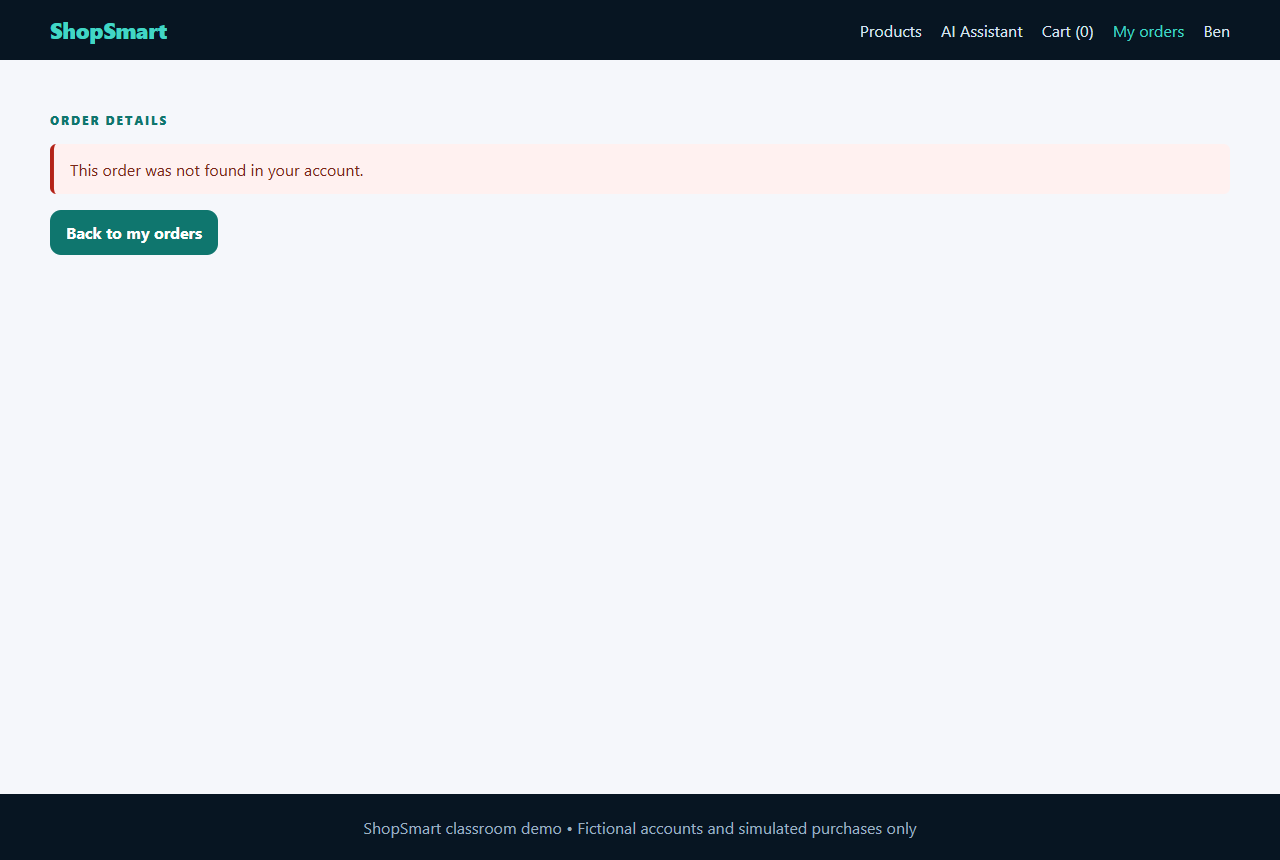 ShopSmart
Products AI Assistant Cart (0) My orders Ben
ORDER DETAILS
This order was not found in your account.
Back to my orders
ShopSmart classroom demo • Fictional accounts and simulated purchases only